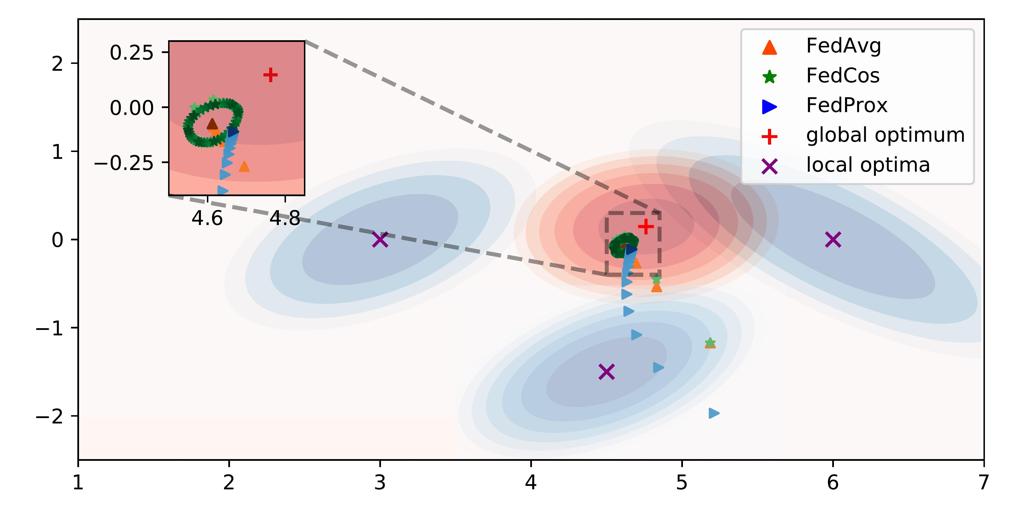 2
1
0
−1
−2
0.25
0.00
−0.25
4.6 4.8
FedAvg
FedCos
FedProx
global optimum
local optima
1 2 3 4 5 6 7